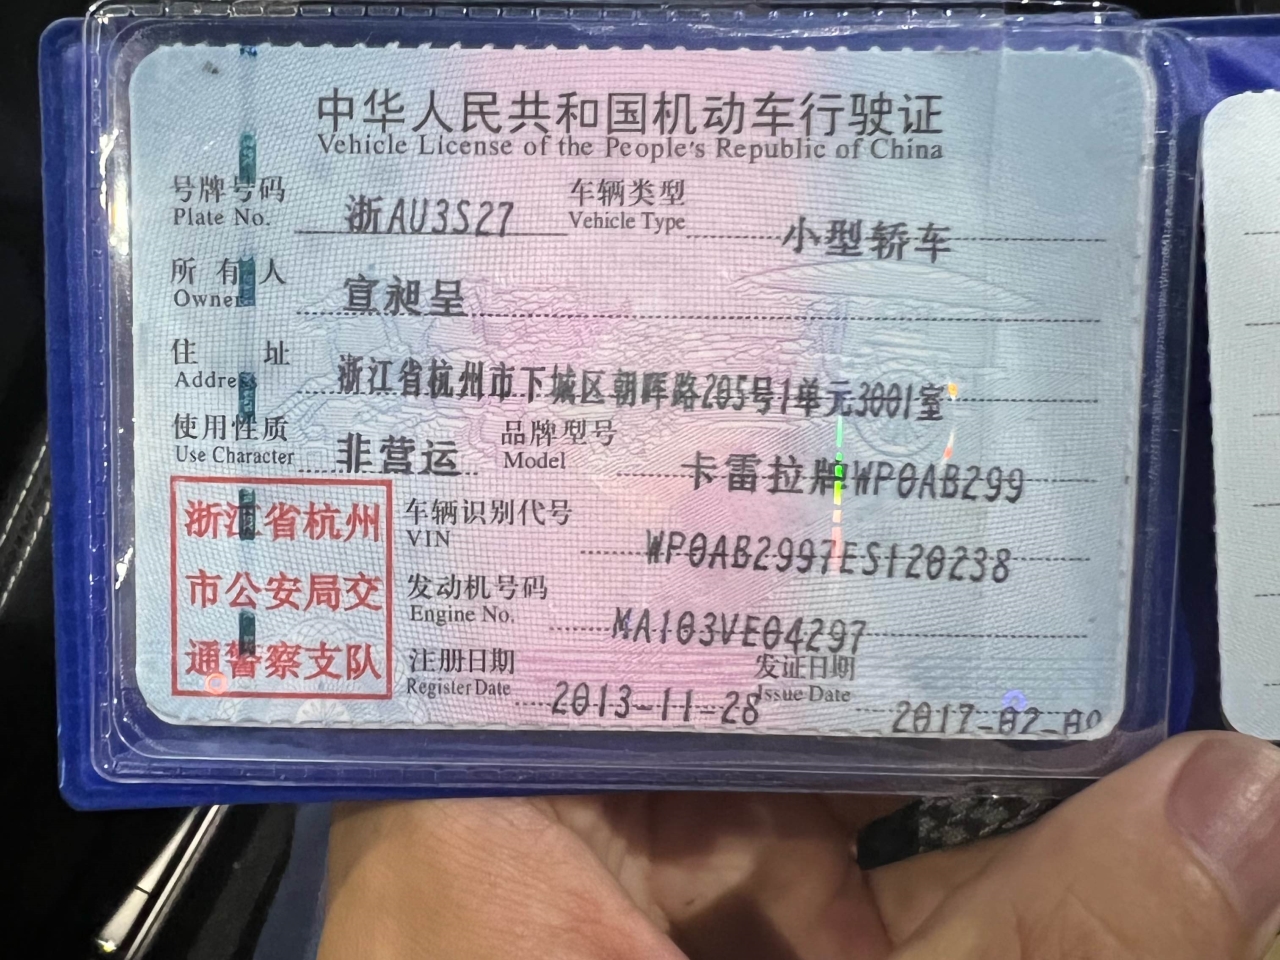 中华人民共和国机动车行驶证
Vehicle License of the People's Republic of China
号牌号码 浙AU3S27 车辆类型 小型轿车
Plate No. Vehicle Type
所有人 宣昶呈
Owner
住址 浙江省杭州市下城区朝晖路205号1单元3001室
Address
使用性质 非营运 品牌型号 卡雷拉牌WP0AB299
Use Character Model
浙江省杭州
市公安局交
通警察支队
车辆识别代号 WP0AB2997ES120238
VIN
发动机号码 MA103VE04297
Engine No.
注册日期 2013-11-28 发证日期
Register Date Issue Date